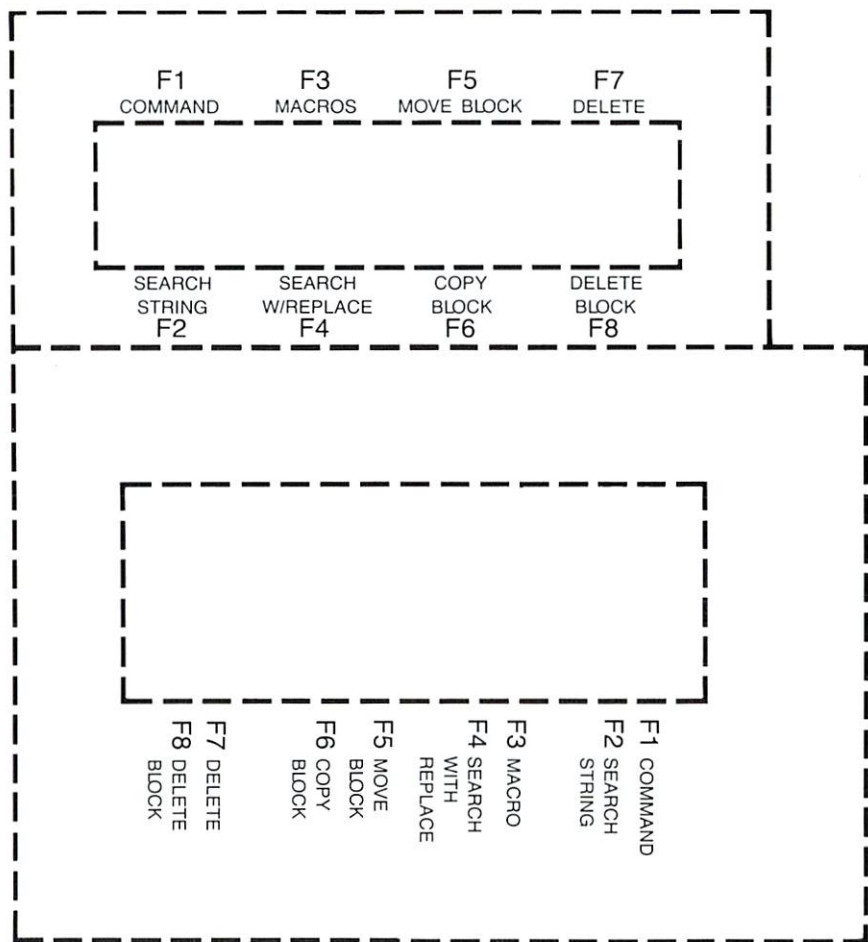 F1 F3 F5 F7
COMMAND MACROS MOVE BLOCK DELETE
SEARCH SEARCH COPY DELETE
STRING W/REPLACE BLOCK BLOCK
F2 F4 F6 F8
F1 COMMAND
F2 SEARCH
STRING
F3 MACRO
F4 SEARCH
WITH
REPLACE
F5 MOVE
BLOCK
F6 COPY
BLOCK
F7 DELETE
F8 DELETE
BLOCK